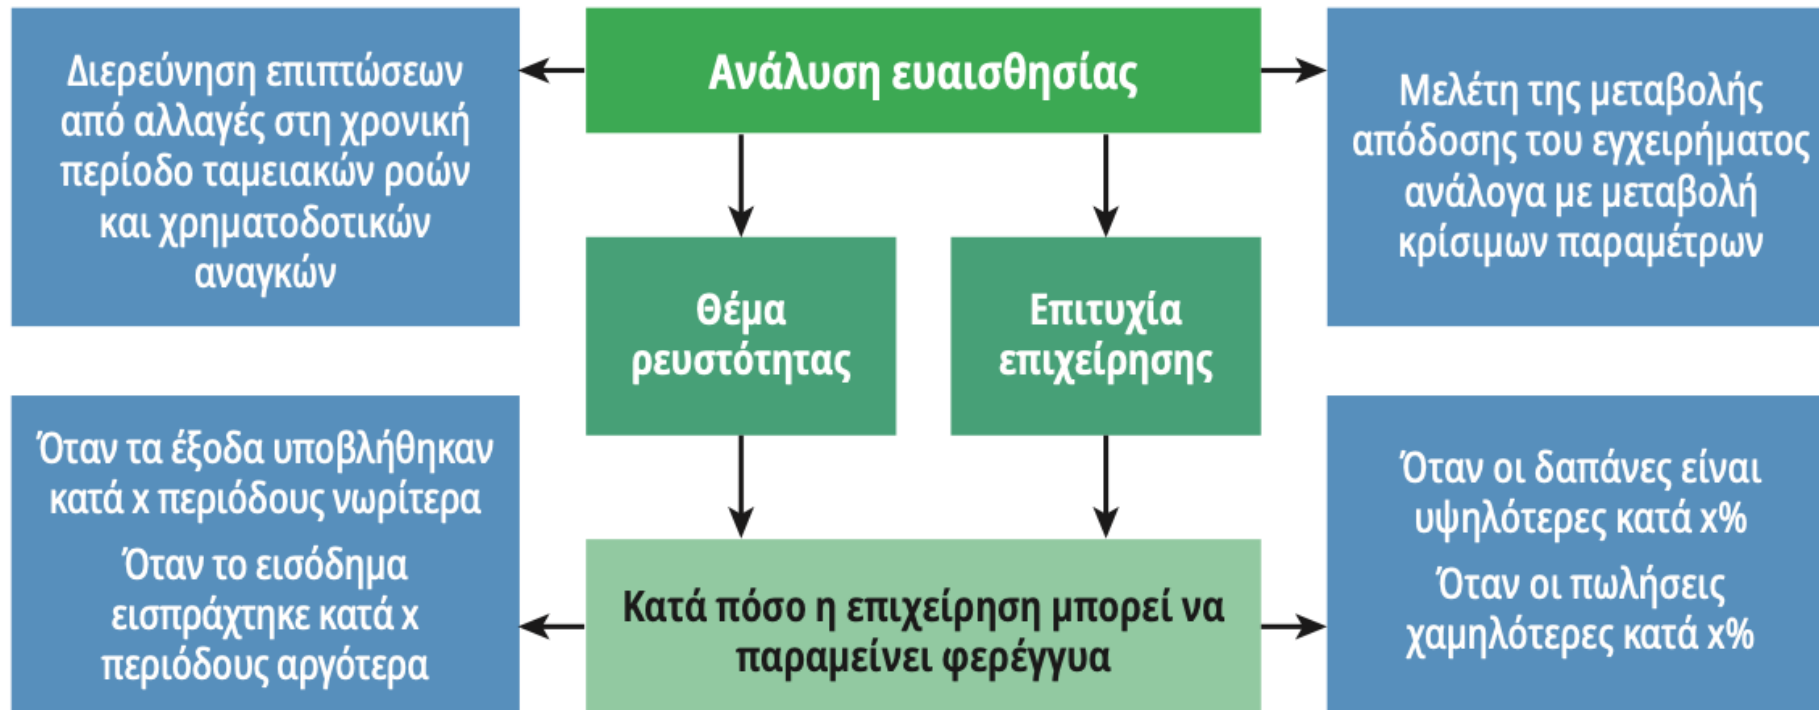 Διερεύνηση επιπτώσεων
από αλλαγές στη χρονική
περίοδο ταμειακών ροών
και χρηματοδοτικών
αναγκών
Ανάλυση ευαισθησίας
Μελέτη της μεταβολής
απόδοσης του εγχειρήματος
ανάλογα με μεταβολή
κρίσιμων παραμέτρων
Θέμα
ρευστότητας
Επιτυχία
επιχείρησης
Όταν τα έξοδα υποβλήθηκαν
κατά x περιόδους νωρίτερα
Όταν το εισόδημα
εισπράχτηκε κατά x
περιόδους αργότερα
Κατά πόσο η επιχείρηση μπορεί να
παραμείνει φερέγγυα
Όταν οι δαπάνες είναι
υψηλότερες κατά x%
Όταν οι πωλήσεις
χαμηλότερες κατά x%